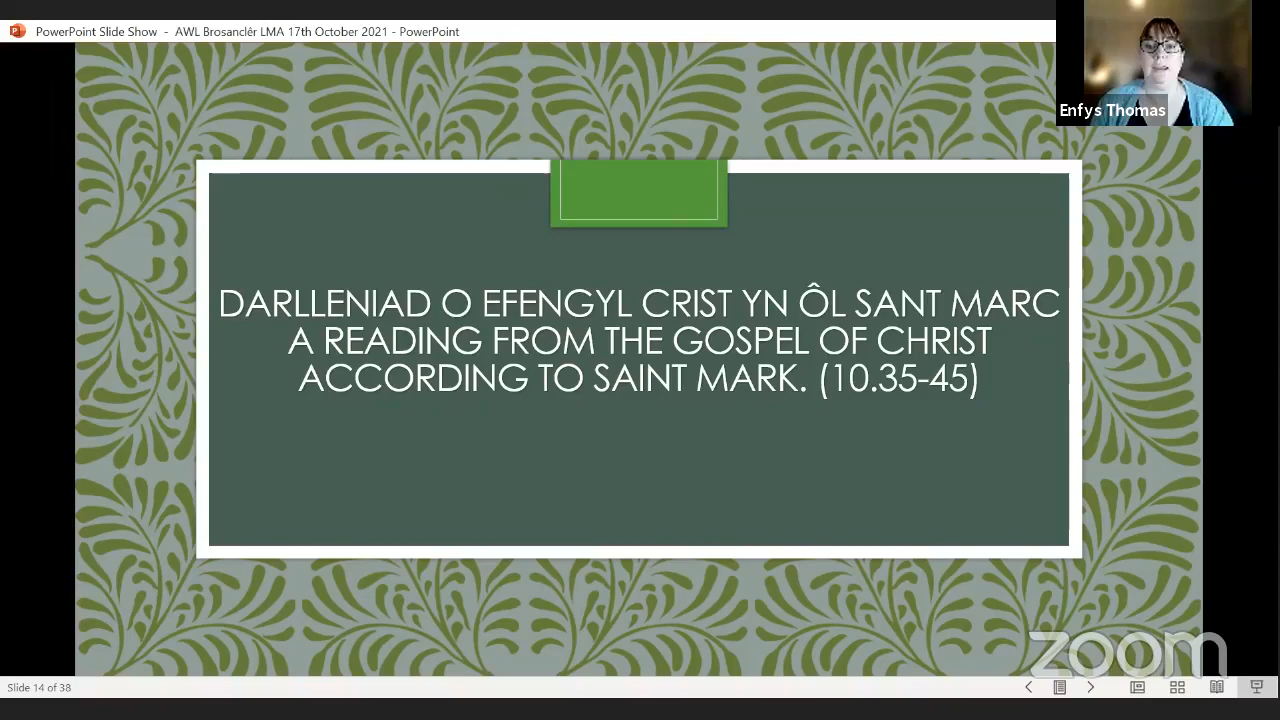 PowerPoint Slide Show - AWL Brosanclêr LMA 17th October 2021 - PowerPoint
Enfys Thomas
DARLLENIAD O EFENGYL CRIST YN ÔL SANT MARC
A READING FROM THE GOSPEL OF CHRIST
ACCORDING TO SAINT MARK. (10.35-45)
zoom
Slide 14 of 38